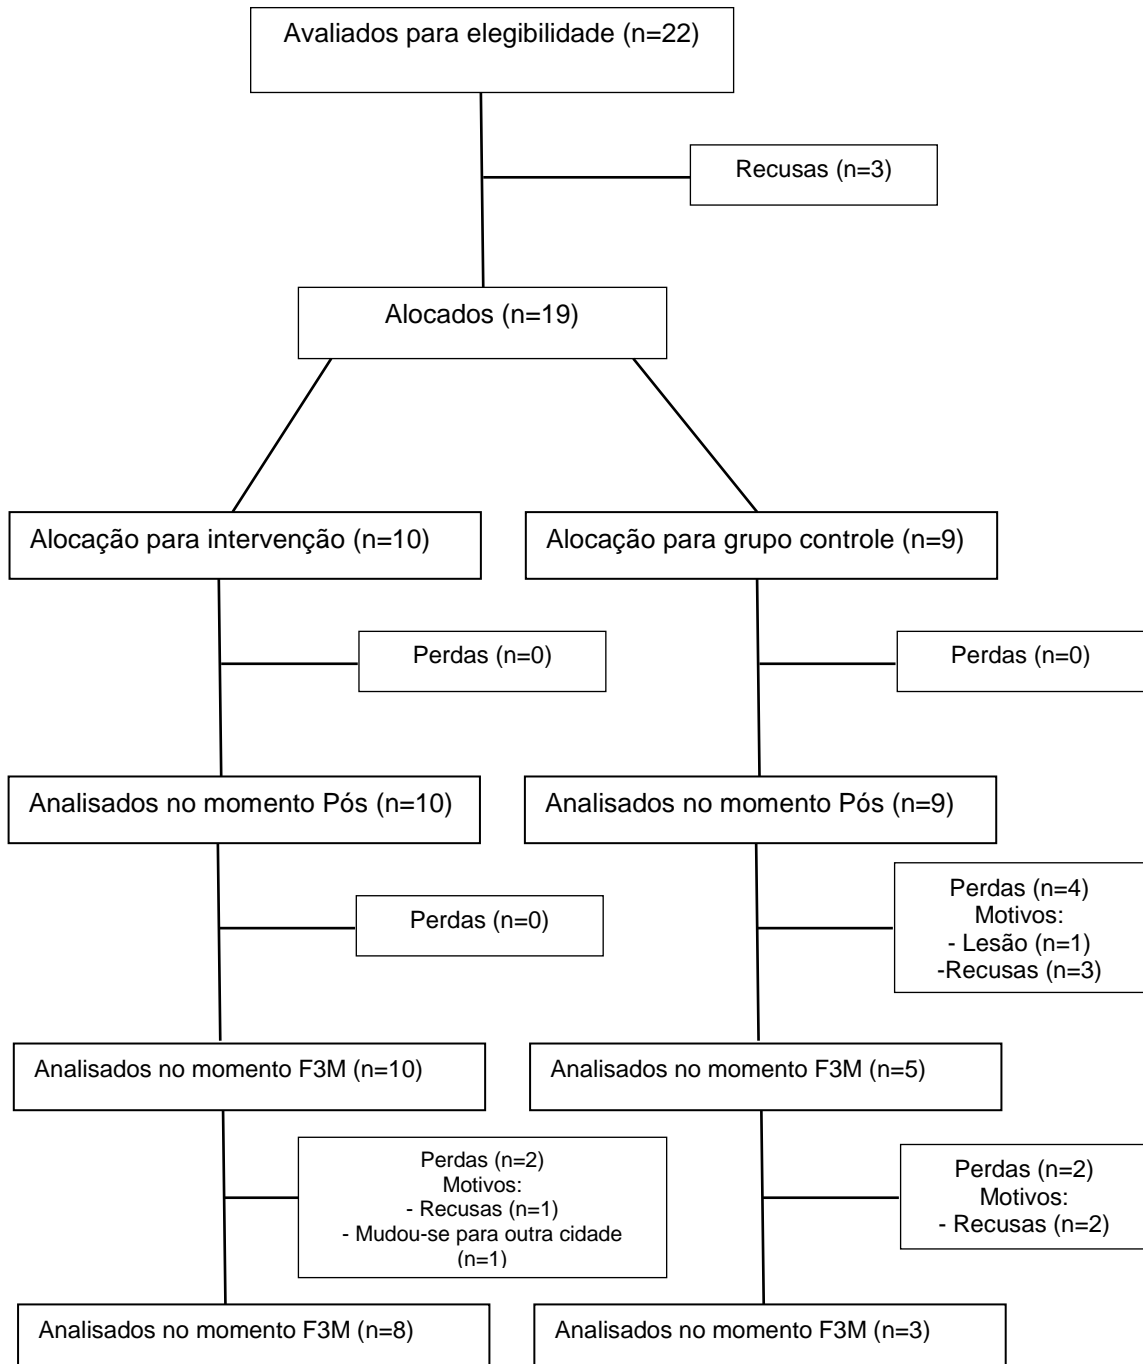 Avaliados para elegibilidade (n=22)
Recusas (n=3)
Alocados (n=19)
Alocação para intervenção (n=10)
Alocação para grupo controle (n=9)
Perdas (n=0)
Perdas (n=0)
Analisados no momento Pós (n=10)
Analisados no momento Pós (n=9)
Perdas (n=0)
Perdas (n=4)
Motivos:
- Lesão (n=1)
-Recusas (n=3)
Analisados no momento F3M (n=10)
Analisados no momento F3M (n=5)
Perdas (n=2)
Motivos:
- Recusas (n=1)
- Mudou-se para outra cidade
(n=1)
Perdas (n=2)
Motivos:
- Recusas (n=2)
Analisados no momento F3M (n=8)
Analisados no momento F3M (n=3)